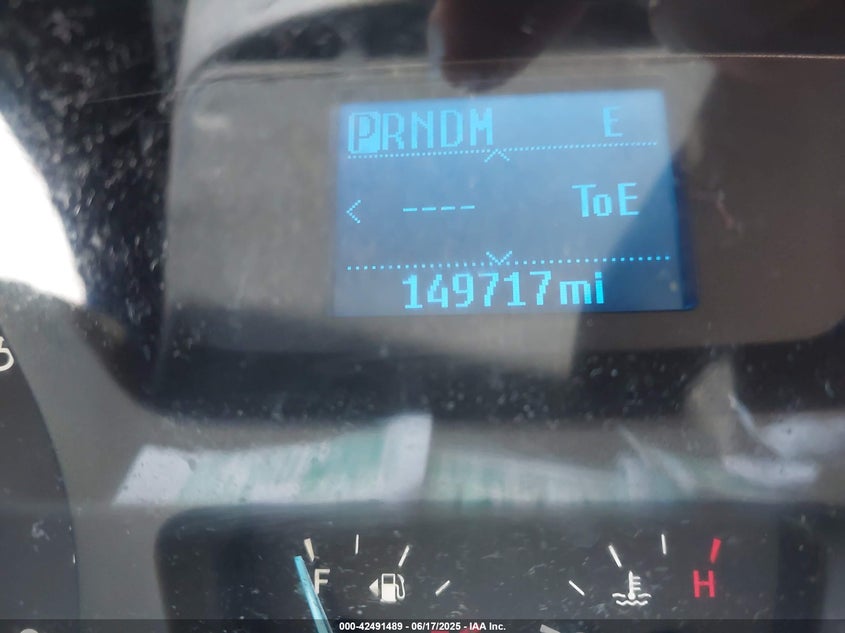 PRNDM E
---- ToE
149717mi
F H
000-42491489 - 06/17/2025 - IAA Inc.